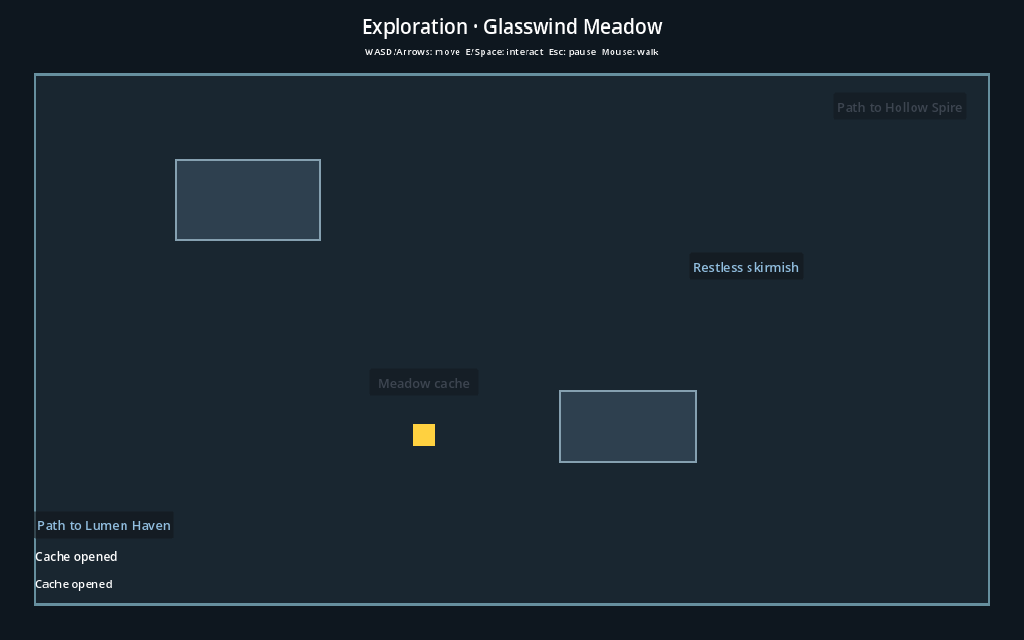 Exploration · Glasswind Meadow
WASD/Arrows: move  E/Space: interact  Esc: pause  Mouse: walk
Path to Hollow Spire
Restless skirmish
Meadow cache
Path to Lumen Haven
Cache opened
Cache opened